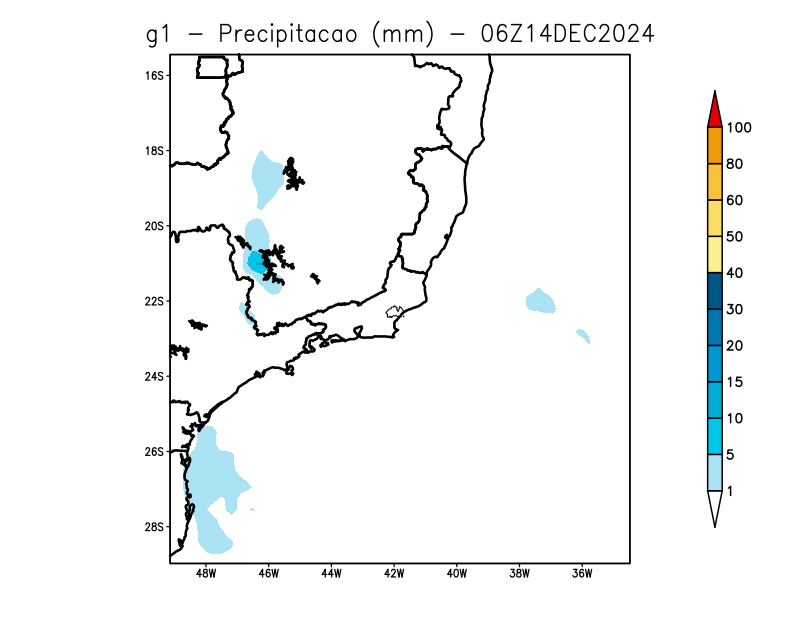 g1 – Precipitacao (mm) – 06Z14DEC2024
16S
18S
20S
22S
24S
26S
28S
48W 46W 44W 42W 40W 38W 36W
100
80
60
50
40
30
20
15
10
5
1